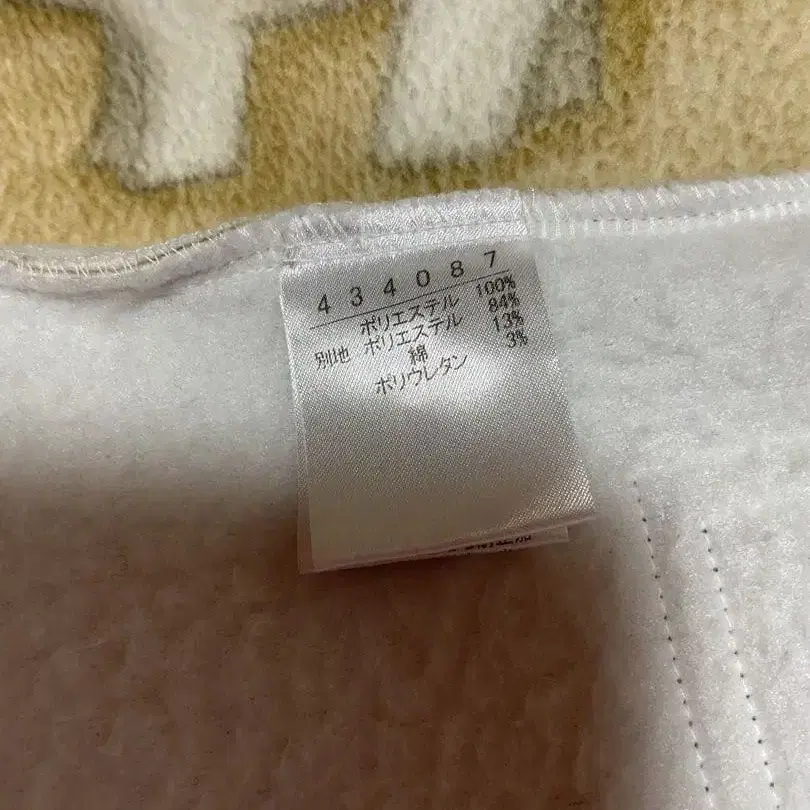 434087
ポリエステル 100%
別地 ポリエステル 84%
綿 13%
ポリウレタン 3%